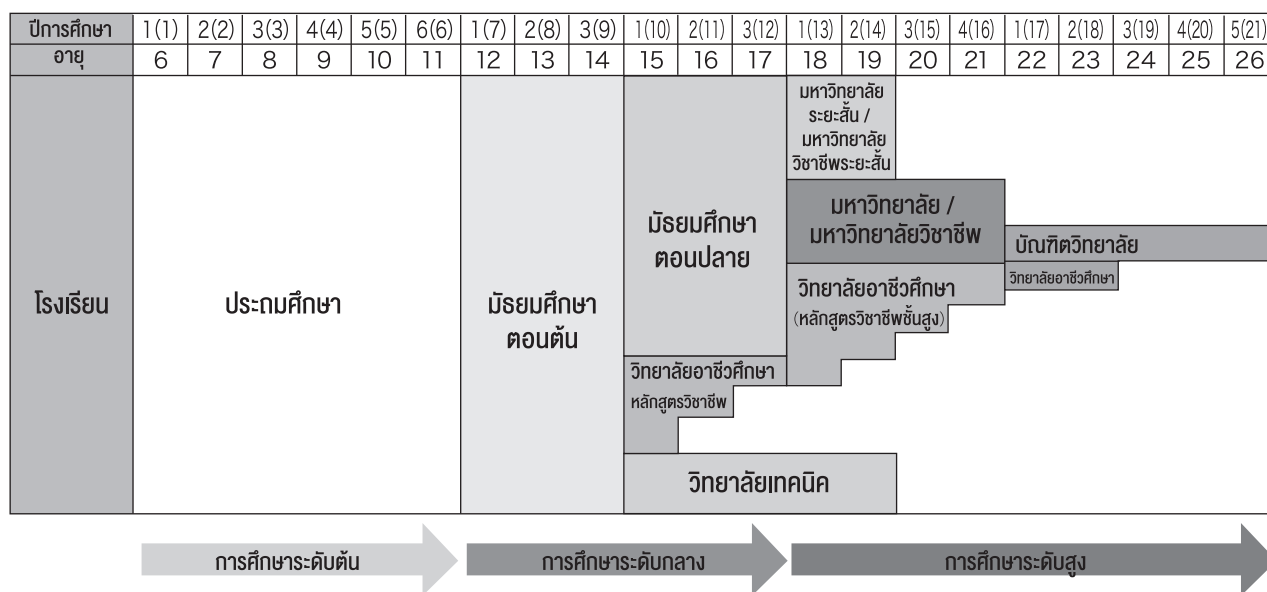 ปีการศึกษา 1(1) 2(2) 3(3) 4(4) 5(5) 6(6) 1(7) 2(8) 3(9) 1(10) 2(11) 3(12) 1(13) 2(14) 3(15) 4(16) 1(17) 2(18) 3(19) 4(20) 5(21)
อายุ 6 7 8 9 10 11 12 13 14 15 16 17 18 19 20 21 22 23 24 25 26
โรงเรียน
ประถมศึกษา
มัธยมศึกษา
ตอนต้น
มัธยมศึกษา
ตอนปลาย
วิทยาลัยอาชีวศึกษา
หลักสูตรวิชาชีพ
วิทยาลัยเทคนิค
มหาวิทยาลัย
ระยะสั้น /
มหาวิทยาลัย
วิชาชีพระยะสั้น
มหาวิทยาลัย /
มหาวิทยาลัยวิชาชีพ
วิทยาลัยอาชีวศึกษา
(หลักสูตรวิชาชีพชั้นสูง)
บัณฑิตวิทยาลัย
วิทยาลัยอาชีวศึกษา
การศึกษาระดับต้น
การศึกษาระดับกลาง
การศึกษาระดับสูง